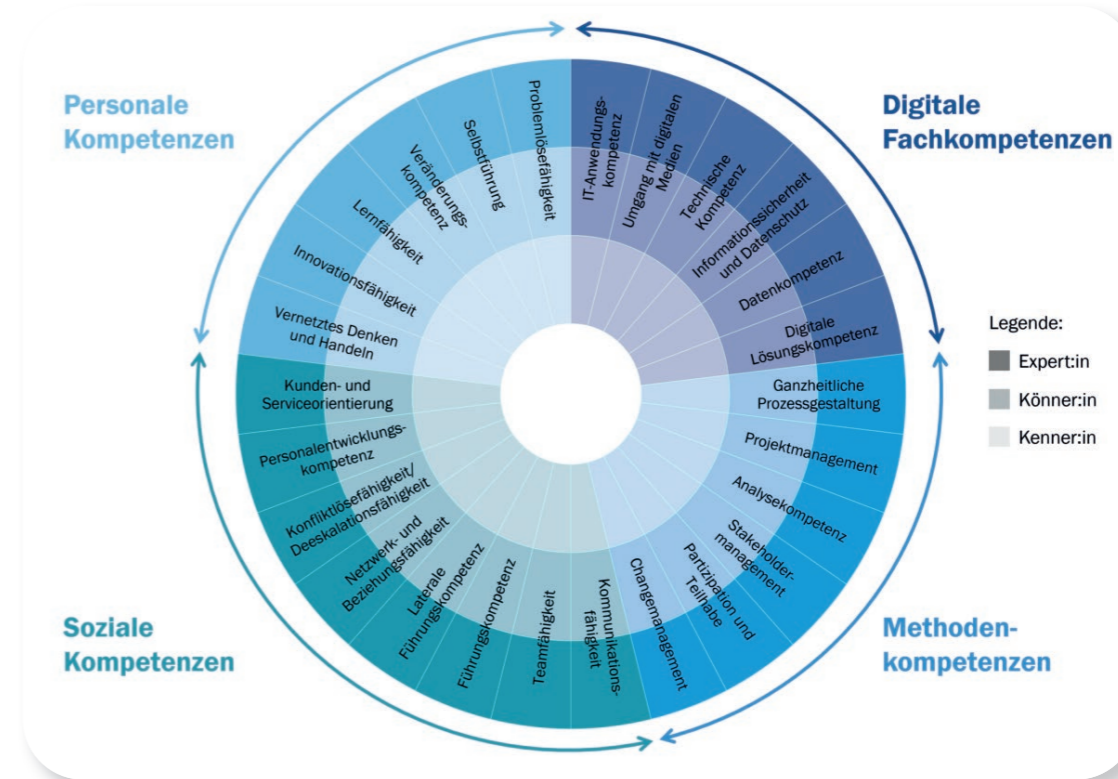 Personale
Kompetenzen
Digitale
Fachkompetenzen
Soziale
Kompetenzen
Methoden-
kompetenzen
IT-Anwendungs-
kompetenz
Umgang mit digitalen
Medien
Technische
Kompetenz
Informationssicherheit
und Datenschutz
Datenkompetenz
Digitale
Lösungskompetenz
Ganzheitliche
Prozessgestaltung
Projektmanagement
Analysekompetenz
Stakeholder-
management
Partizipation und
Teilhabe
Changemanagement
Kommunikations-
fähigkeit
Teamfähigkeit
Führungskompetenz
Laterale
Führungskompetenz
Netzwerk- und
Beziehungsfähigkeit
Konfliktlösefähigkeit/
Deeskalationsfähigkeit
Personalentwicklungs-
kompetenz
Kunden- und
Serviceorientierung
Vernetztes Denken
und Handeln
Innovationsfähigkeit
Lernfähigkeit
Veränderungs-
kompetenz
Selbstführung
Problemlösefähigkeit
Legende:
Expert:in
Könner:in
Kenner:in